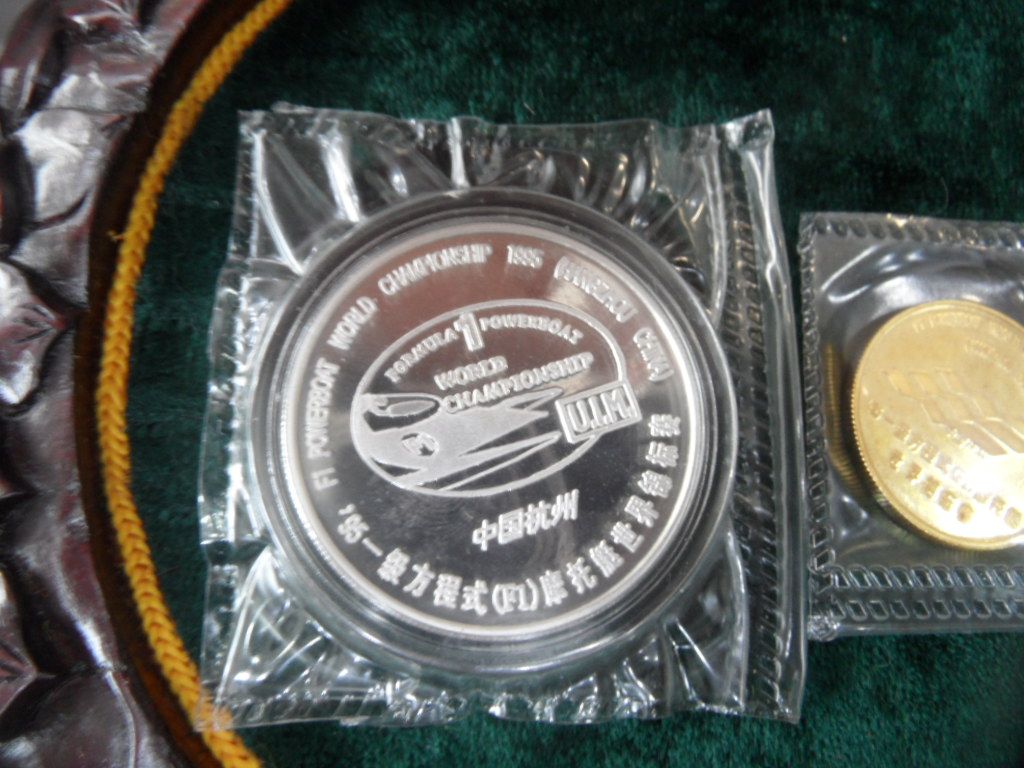 F1 POWERBOAT WORLD CHAMPIONSHIP 1995 HANGZHOU CHINA
FORMULA 1 POWERBOAT
WORLD
CHAMPIONSHIP
U.I.M
中国杭州
'95一级方程式(F1)摩托艇世界锦标赛